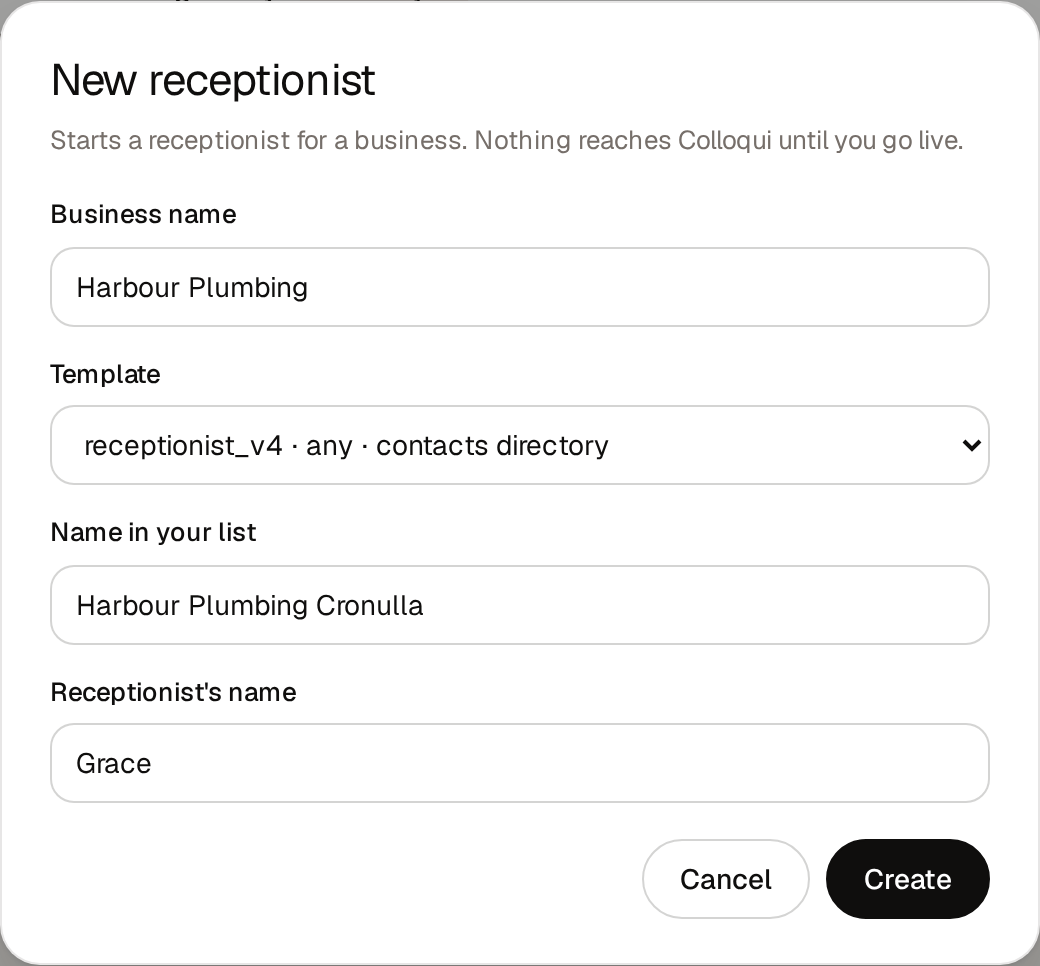 New receptionist
Starts a receptionist for a business. Nothing reaches Colloqui until you go live.
Business name
Harbour Plumbing
Template
receptionist_v4 · any · contacts directory
Name in your list
Harbour Plumbing Cronulla
Receptionist's name
Grace
Cancel
Create